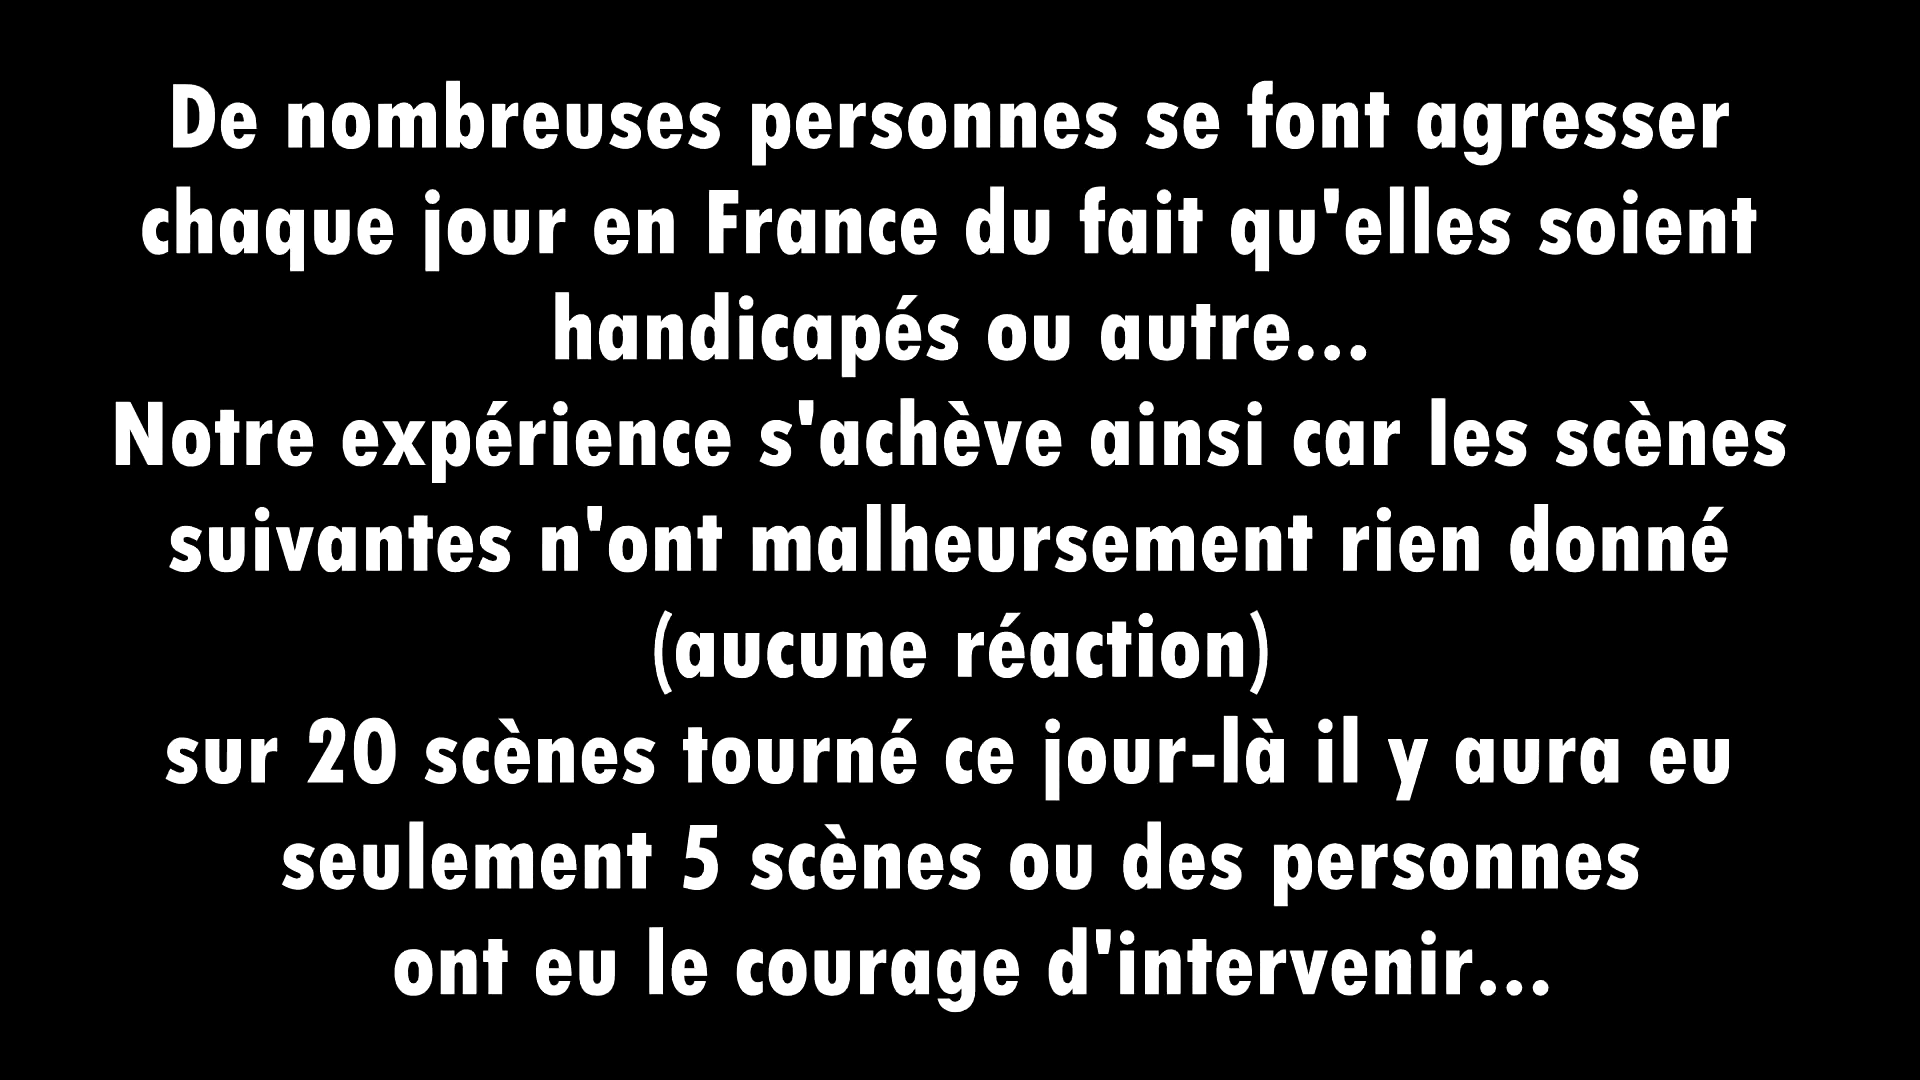 De nombreuses personnes se font agresser
chaque jour en France du fait qu'elles soient
handicapés ou autre...
Notre expérience s'achève ainsi car les scènes
suivantes n'ont malheursement rien donné
(aucune réaction)
sur 20 scènes tourné ce jour-là il y aura eu
seulement 5 scènes ou des personnes
ont eu le courage d'intervenir...